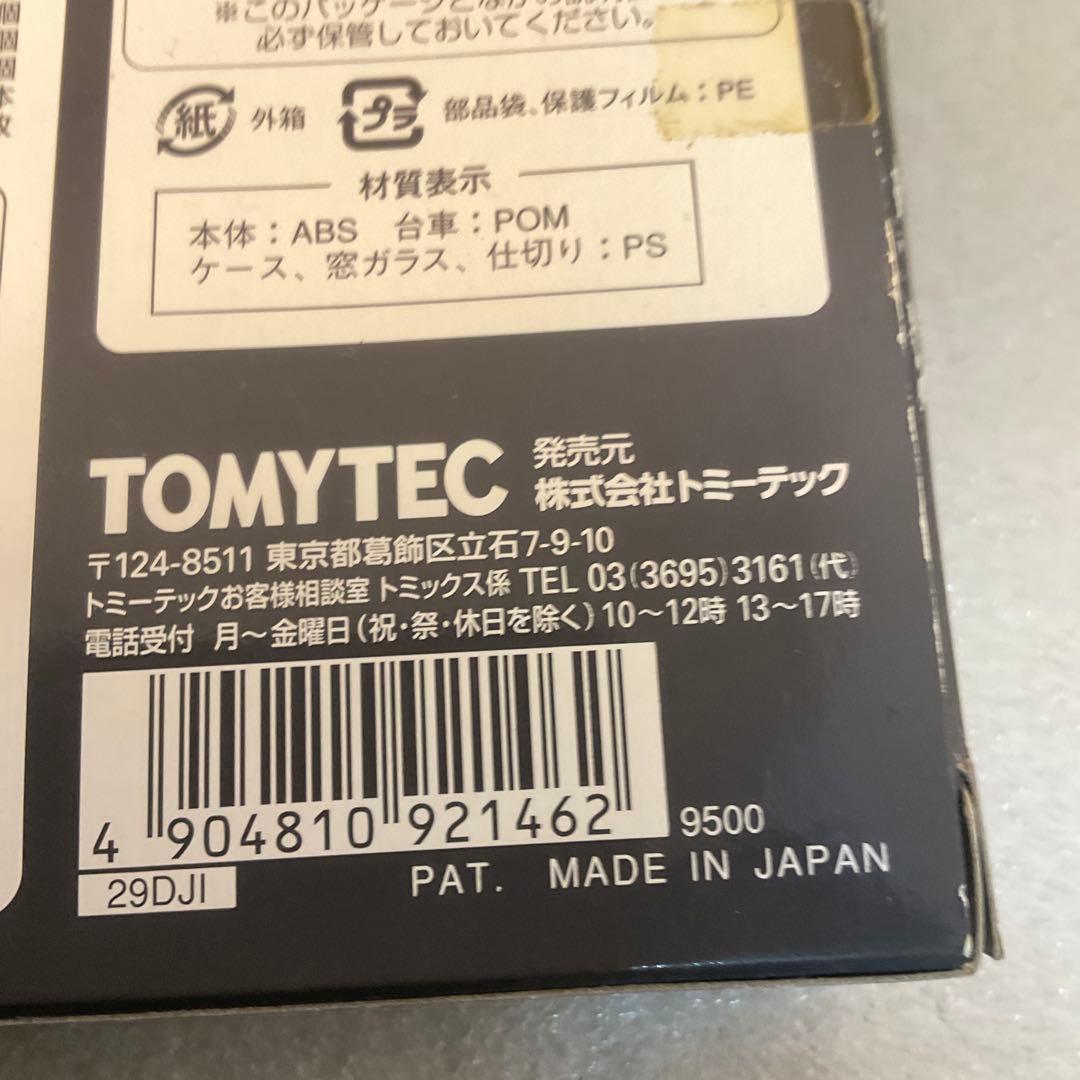 個
個
個
本
枚
必ず保管しておいてください。
紙 外箱 プラ 部品袋、保護フィルム：PE
材質表示
本体：ABS 台車：POM
ケース、窓ガラス、仕切り：PS
TOMYTEC 発売元
株式会社トミーテック
〒124-8511 東京都葛飾区立石7-9-10
トミーテックお客様相談室 トミックス係 TEL 03(3695)3161(代)
電話受付 月～金曜日(祝・祭・休日を除く)10～12時 13～17時
4 904810 921462 9500
29DJI PAT. MADE IN JAPAN